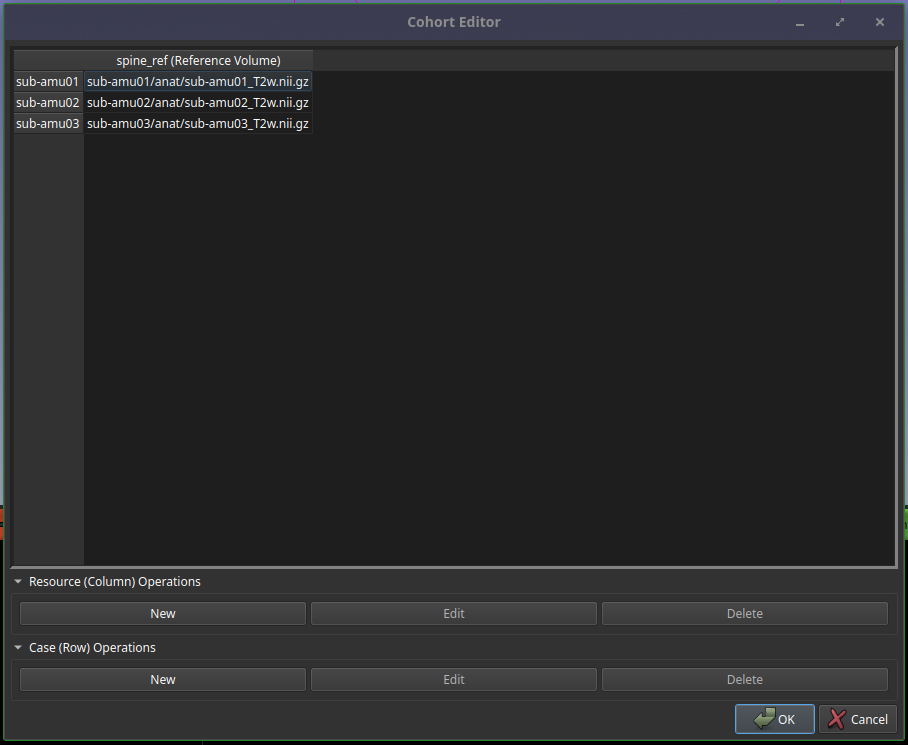 Cohort Editor
spine_ref (Reference Volume)
sub-amu01 sub-amu01/anat/sub-amu01_T2w.nii.gz
sub-amu02 sub-amu02/anat/sub-amu02_T2w.nii.gz
sub-amu03 sub-amu03/anat/sub-amu03_T2w.nii.gz
Resource (Column) Operations
New Edit Delete
Case (Row) Operations
New Edit Delete
OK Cancel